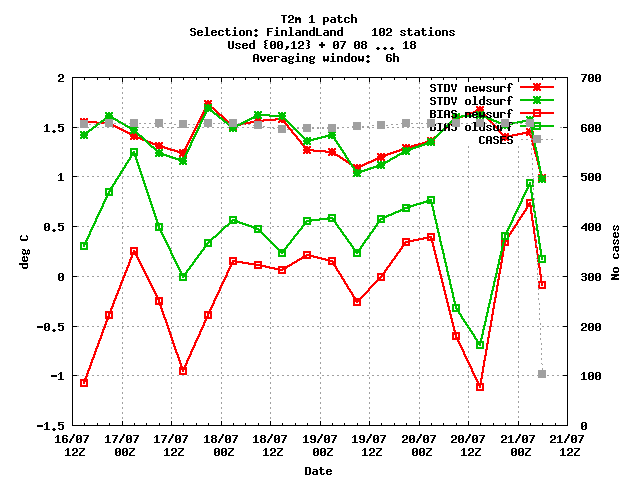 T2m 1 patch
Selection: FinlandLand 102 stations
Used {00,12} + 07 08 ... 18
Averaging window: 6h
STDV newsurf
STDV oldsurf
BIAS newsurf
BIAS oldsurf
CASES
2
1.5
1
0.5
0
-0.5
-1
-1.5
deg C
700
600
500
400
300
200
100
0
No cases
16/07 17/07 17/07 18/07 18/07 19/07 19/07 20/07 20/07 21/07 21/07
12Z 00Z 12Z 00Z 12Z 00Z 12Z 00Z 12Z 00Z 12Z
Date